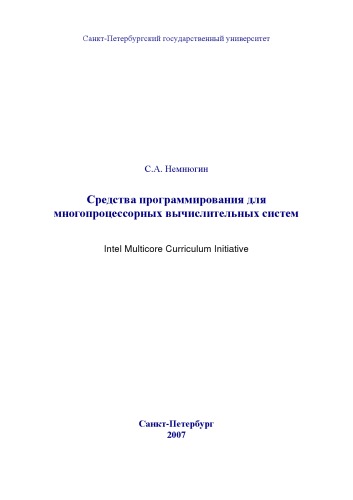 Санкт-Петербургский государственный университет
С.А. Немнюгин
Средства программирования для
многопроцессорных вычислительных систем
Intel Multicore Curriculum Initiative
Санкт-Петербург
2007